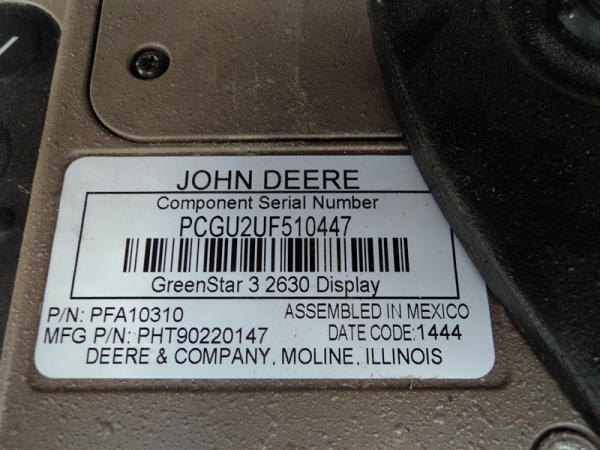 JOHN DEERE
Component Serial Number
PCGU2UF510447
GreenStar 3 2630 Display
P/N: PFA10310 ASSEMBLED IN MEXICO
MFG P/N: PHT90220147 DATE CODE:1444
DEERE & COMPANY, MOLINE, ILLINOIS